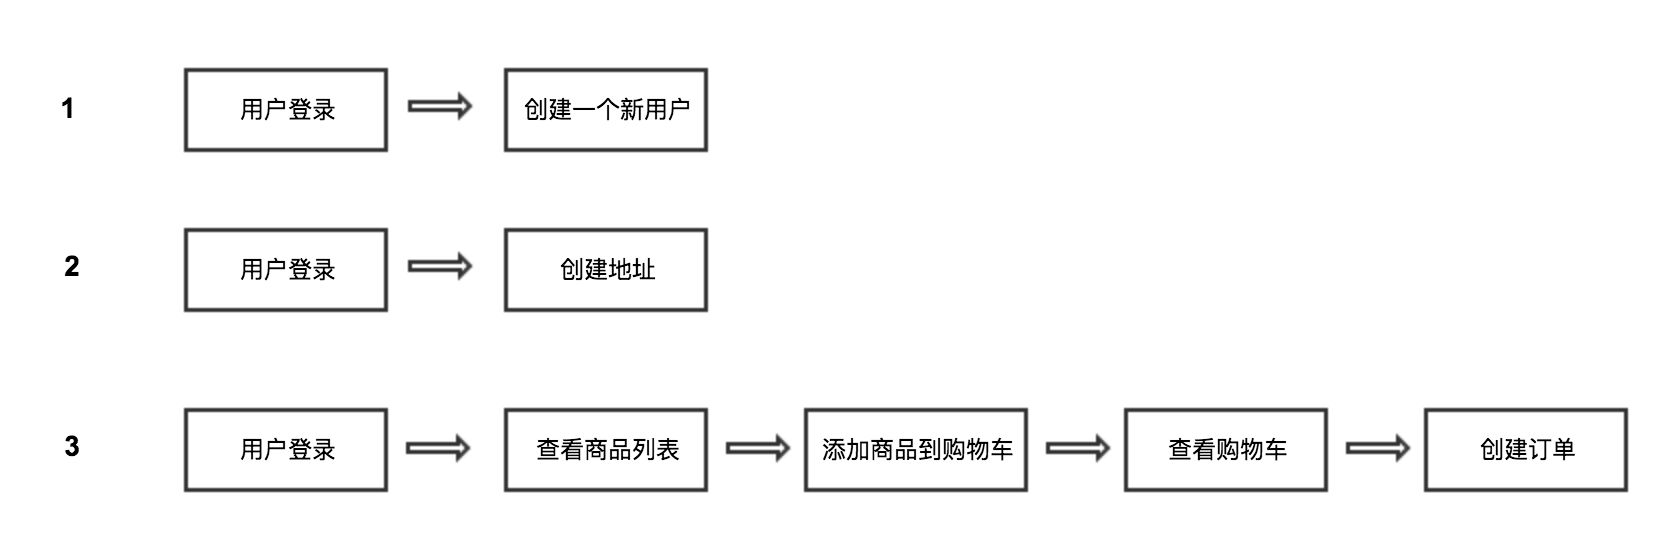 1 用户登录 创建一个新用户
2 用户登录 创建地址
3 用户登录 查看商品列表 添加商品到购物车 查看购物车 创建订单